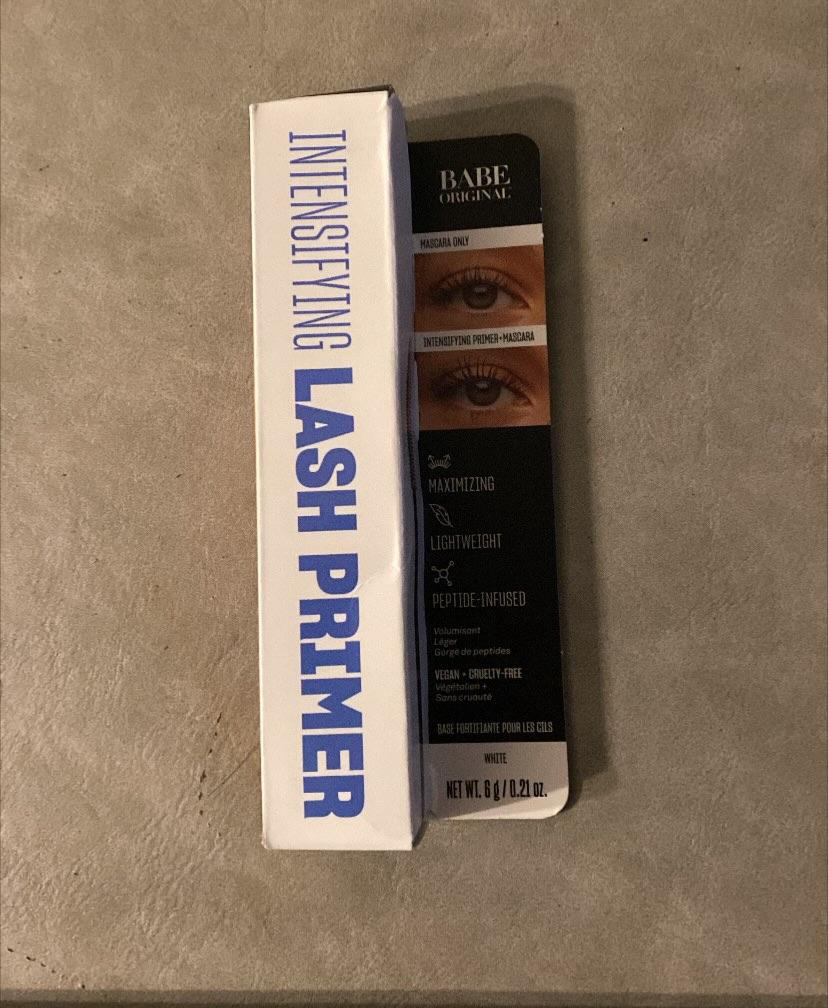 INTENSIFYING LASH PRIMER
BABE
ORIGINAL
MASCARA ONLY
INTENSIFYING PRIMER+MASCARA
MAXIMIZING
LIGHTWEIGHT
PEPTIDE-INFUSED
Volumisant
Léger
Gorgé de peptides
VEGAN + CRUELTY-FREE
Végétalien +
Sans cruauté
BASE FORTIFIANTE POUR LES CILS
WHITE
NET WT. 6 g / 0.21 oz.